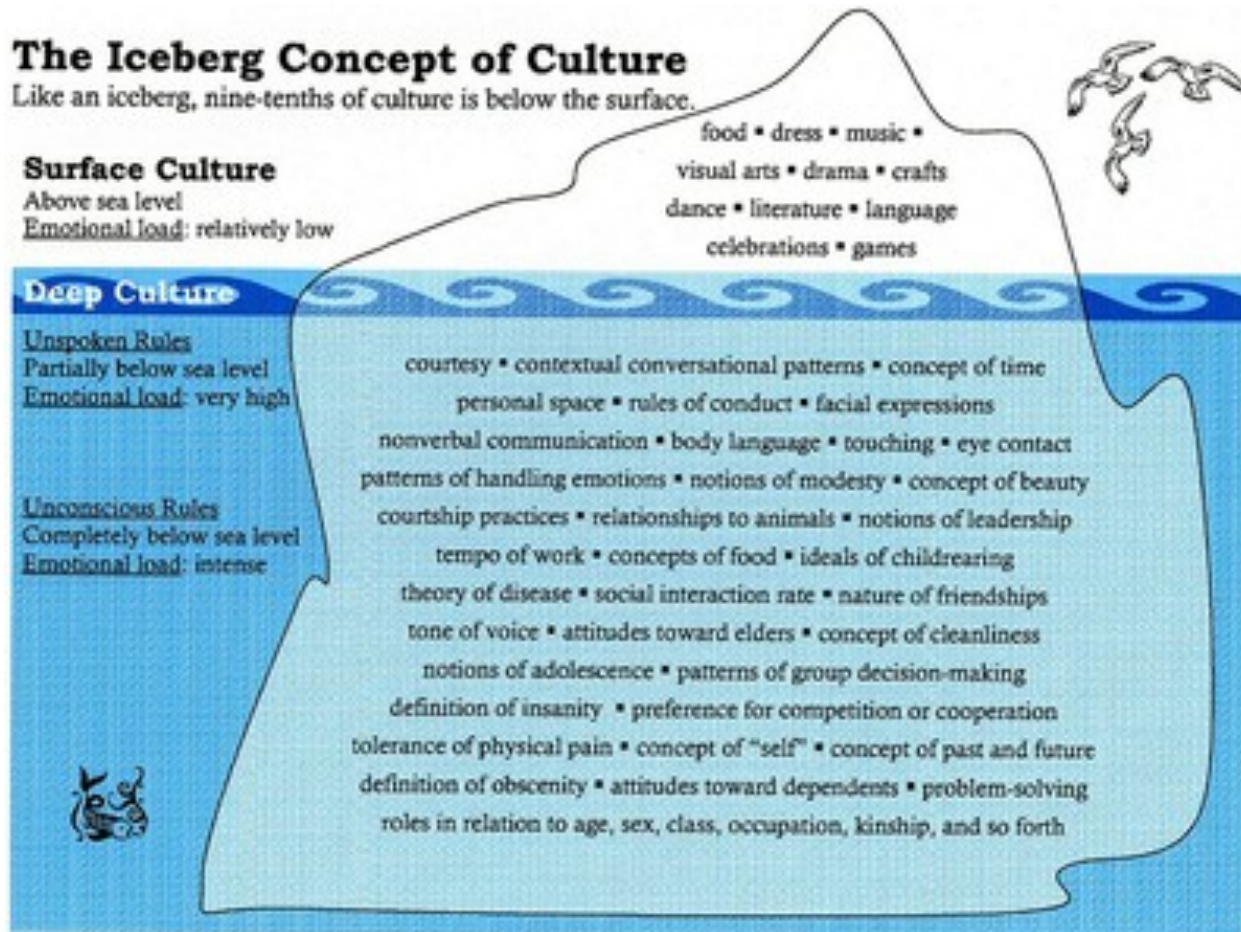 The Iceberg Concept of Culture
Like an iceberg, nine-tenths of culture is below the surface.
Surface Culture
Above sea level
Emotional load: relatively low
food ▪ dress ▪ music ▪
visual arts ▪ drama ▪ crafts
dance ▪ literature ▪ language
celebrations ▪ games
Deep Culture
Unspoken Rules
Partially below sea level
Emotional load: very high
Unconscious Rules
Completely below sea level
Emotional load: intense
courtesy ▪ contextual conversational patterns ▪ concept of time
personal space ▪ rules of conduct ▪ facial expressions
nonverbal communication ▪ body language ▪ touching ▪ eye contact
patterns of handling emotions ▪ notions of modesty ▪ concept of beauty
courtship practices ▪ relationships to animals ▪ notions of leadership
tempo of work ▪ concepts of food ▪ ideals of childrearing
theory of disease ▪ social interaction rate ▪ nature of friendships
tone of voice ▪ attitudes toward elders ▪ concept of cleanliness
notions of adolescence ▪ patterns of group decision-making
definition of insanity ▪ preference for competition or cooperation
tolerance of physical pain ▪ concept of “self” ▪ concept of past and future
definition of obscenity ▪ attitudes toward dependents ▪ problem-solving
roles in relation to age, sex, class, occupation, kinship, and so forth